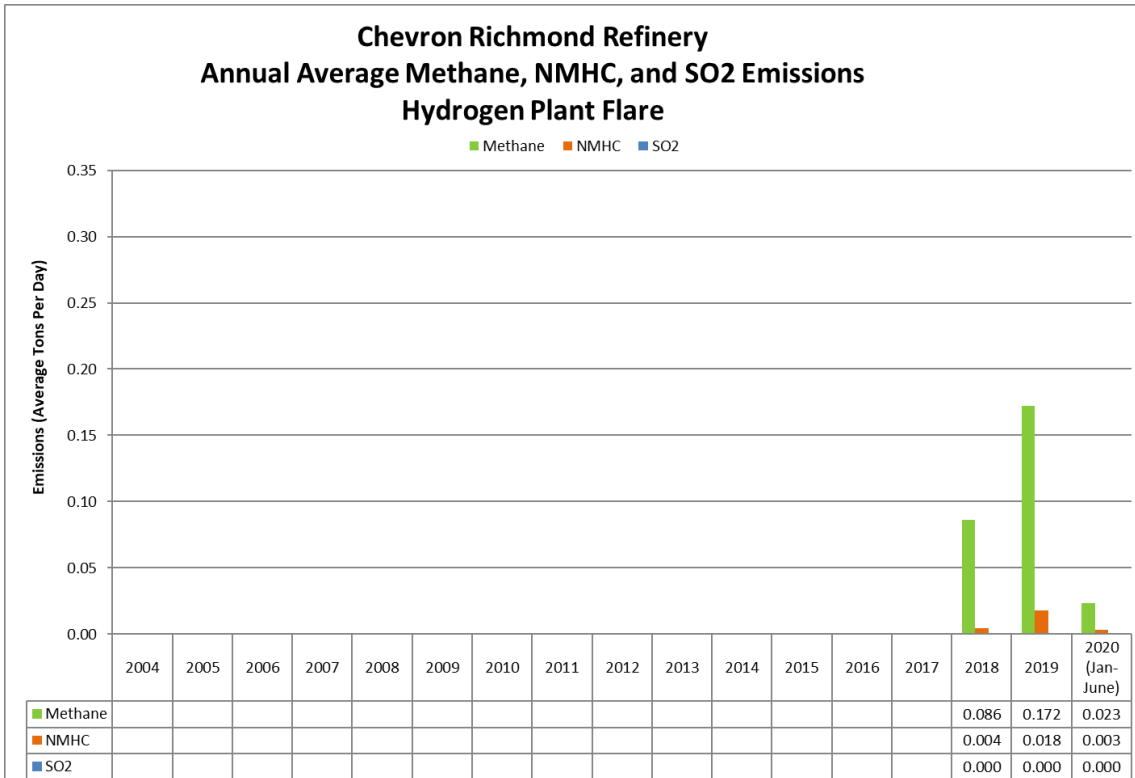 Chevron Richmond Refinery
Annual Average Methane, NMHC, and SO2 Emissions
Hydrogen Plant Flare
Methane NMHC SO2
Emissions (Average Tons Per Day)
0.35
0.30
0.25
0.20
0.15
0.10
0.05
0.00
2004 2005 2006 2007 2008 2009 2010 2011 2012 2013 2014 2015 2016 2017 2018 2019 2020
(Jan-
June)
Methane 0.086 0.172 0.023
NMHC 0.004 0.018 0.003
SO2 0.000 0.000 0.000